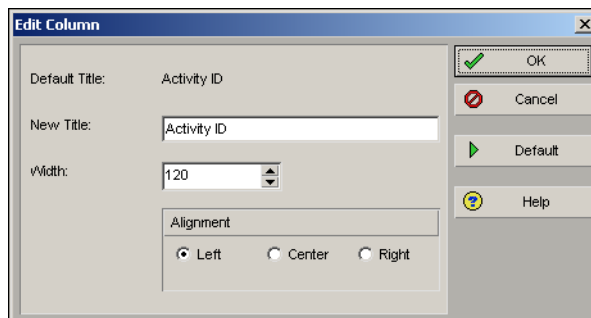 Edit Column
Default Title: Activity ID
New Title: Activity ID
Width: 120
Alignment
Left Center Right
OK
Cancel
Default
Help